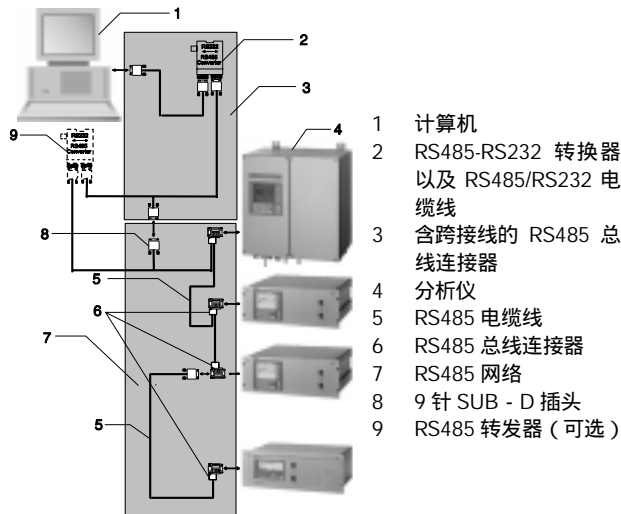 1
RS232
RS485
Converter
2
3
9
RS232
RS485
Converter
4
8
5
6
7
5
1 计算机
2 RS485-RS232 转换器
以及 RS485/RS232 电
缆线
3 含跨接线的 RS485 总
线连接器
4 分析仪
5 RS485 电缆线
6 RS485 总线连接器
7 RS485 网络
8 9 针 SUB - D 插头
9 RS485 转发器（可选）